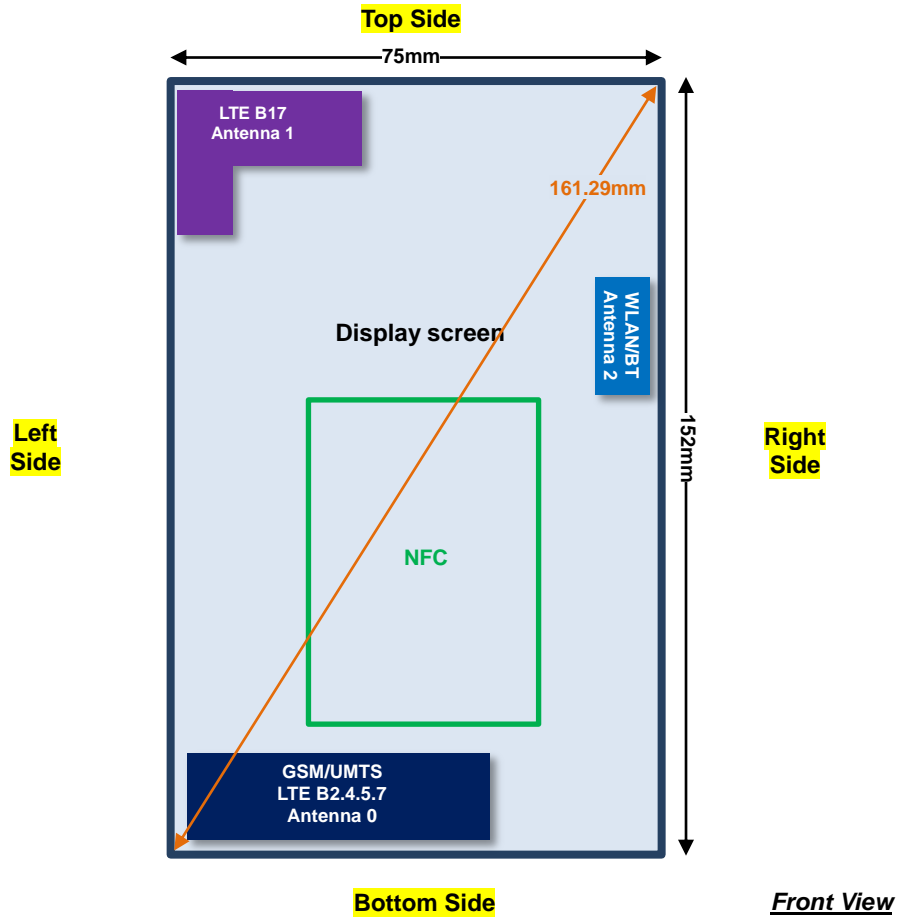 Top Side
75mm
LTE B17
Antenna 1
161.29mm
WLAN/BT
Antenna 2
Display screen
152mm
Left
Side
Right
Side
NFC
GSM/UMTS
LTE B2.4.5.7
Antenna 0
Bottom Side
Front View